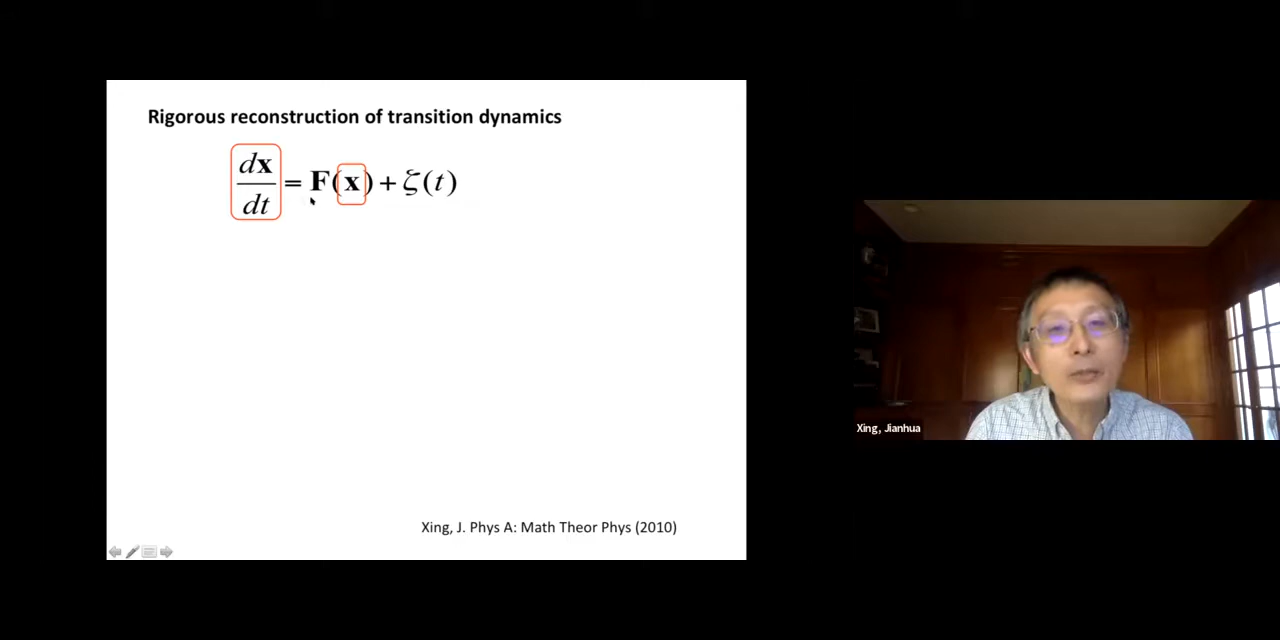 Rigorous reconstruction of transition dynamics
dx/dt = F(x) + ζ(t)
Xing, J. Phys A: Math Theor Phys (2010)
Xing, Jianhua